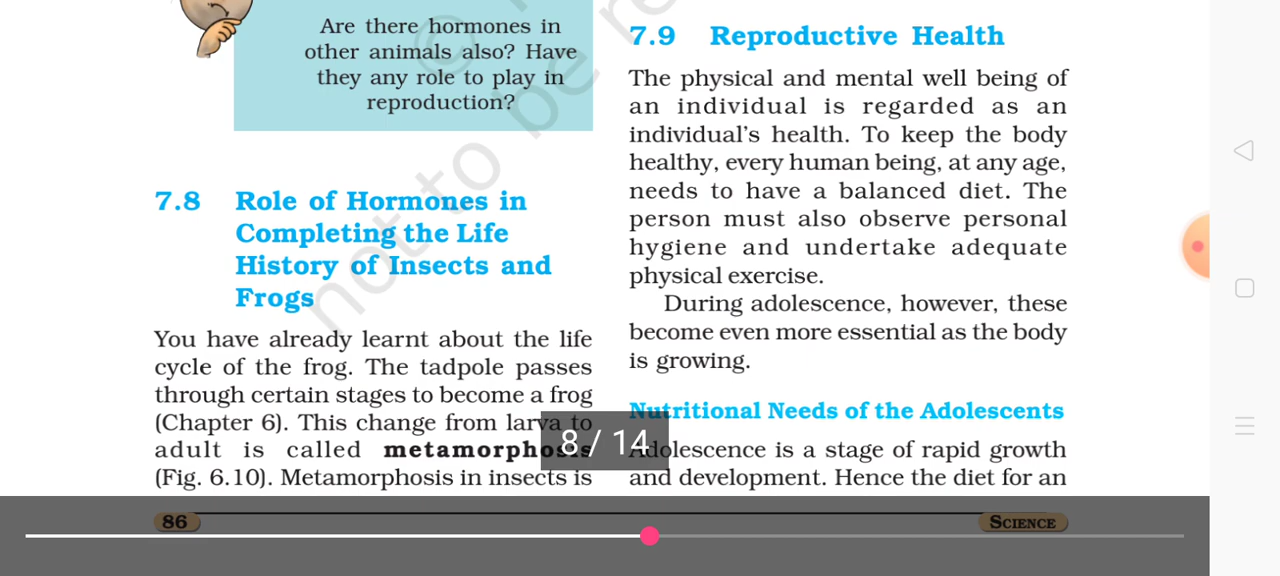 Are there hormones in
other animals also? Have
they any role to play in
reproduction?
7.8 Role of Hormones in
Completing the Life
History of Insects and
Frogs
You have already learnt about the life
cycle of the frog. The tadpole passes
through certain stages to become a frog
(Chapter 6). This change from larva to
adult is called metamorphosis
(Fig. 6.10). Metamorphosis in insects is
7.9 Reproductive Health
The physical and mental well being of
an individual is regarded as an
individual's health. To keep the body
healthy, every human being, at any age,
needs to have a balanced diet. The
person must also observe personal
hygiene and undertake adequate
physical exercise.
During adolescence, however, these
become even more essential as the body
is growing.
Nutritional Needs of the Adolescents
Adolescence is a stage of rapid growth
and development. Hence the diet for an
8 / 14
86
SCIENCE
not to be re
©